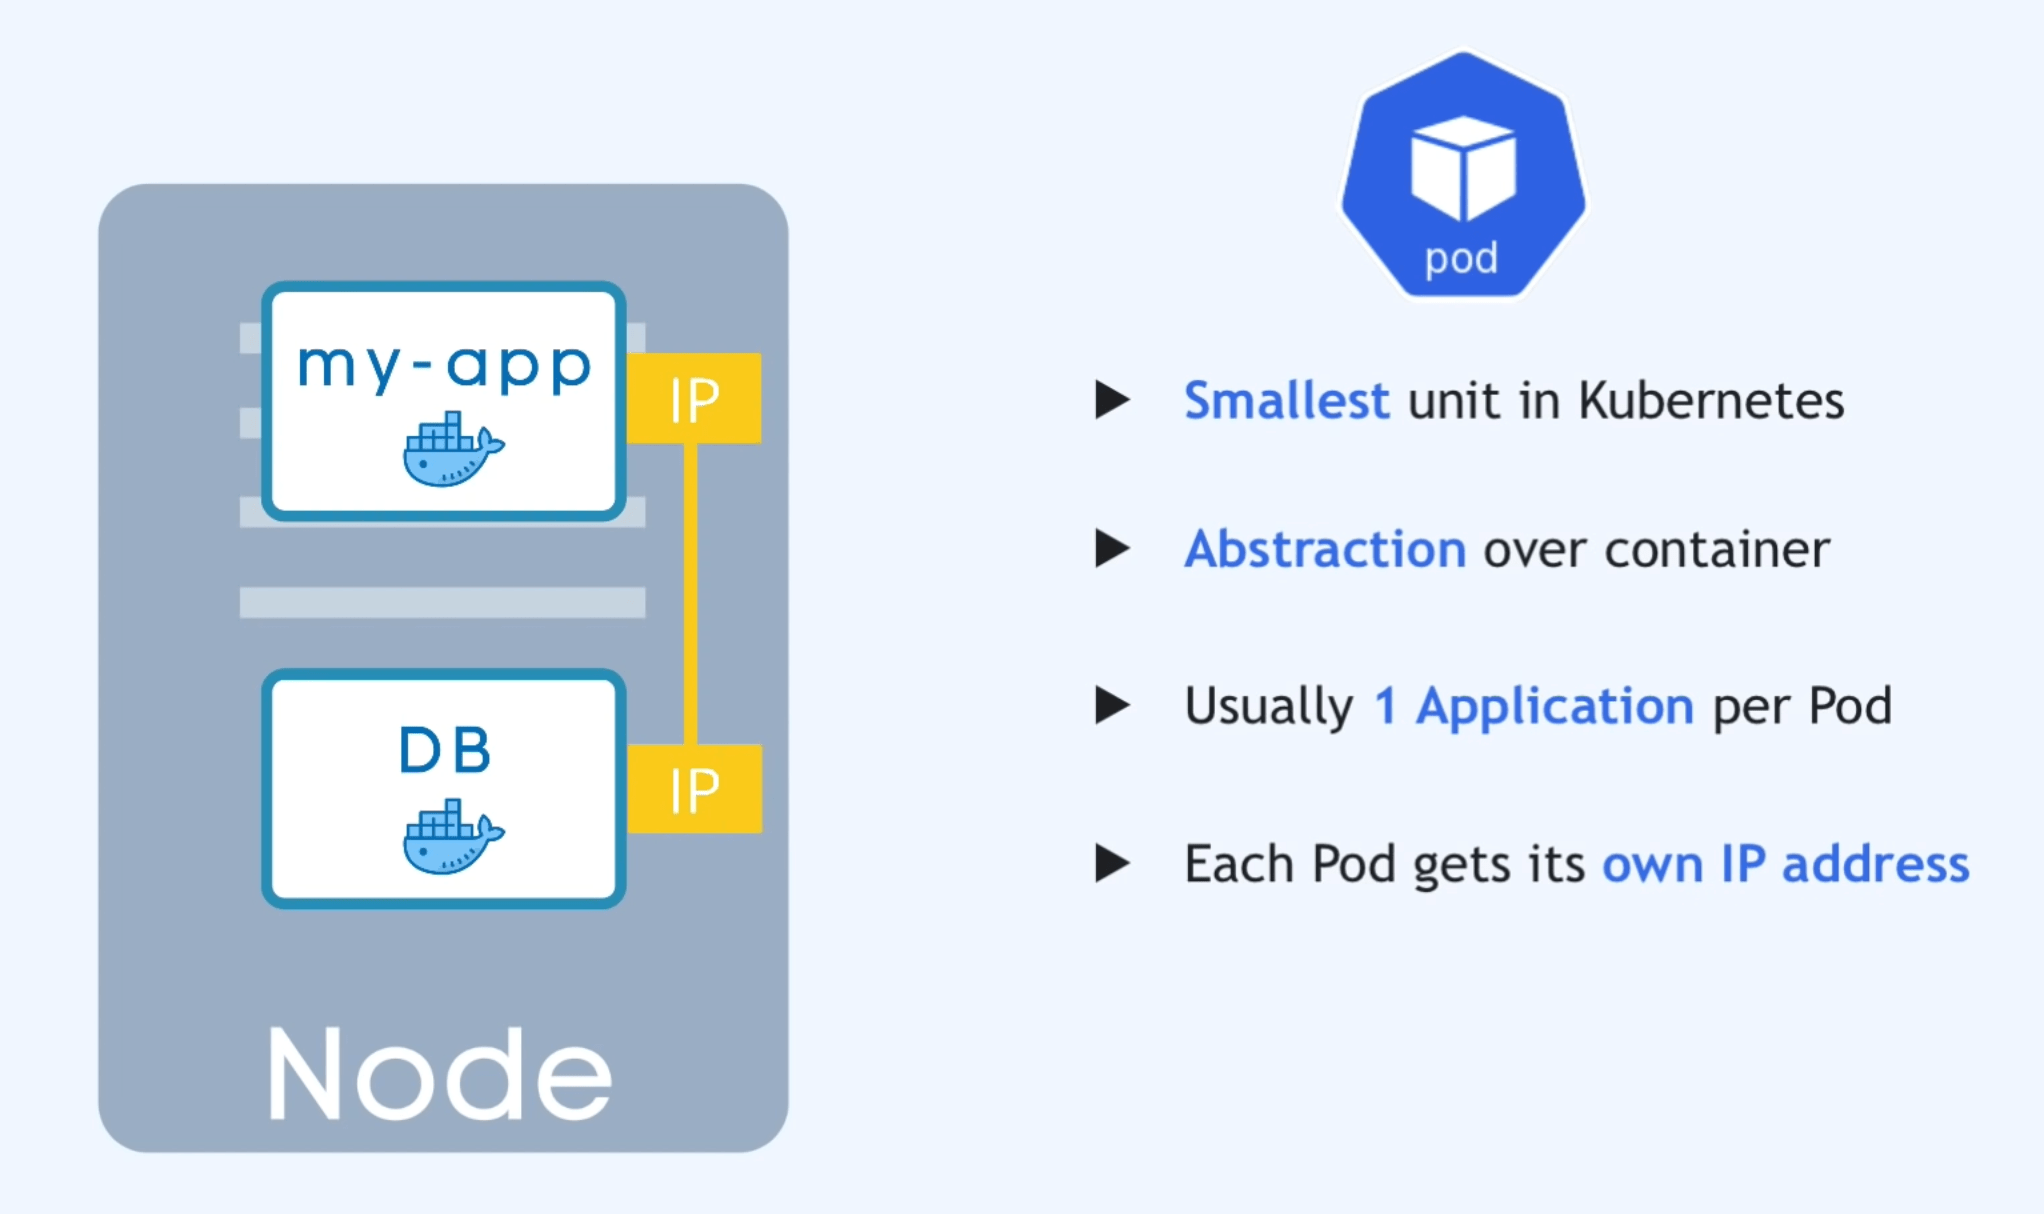 my-app
IP
DB
IP
Node
pod
Smallest unit in Kubernetes
Abstraction over container
Usually 1 Application per Pod
Each Pod gets its own IP address